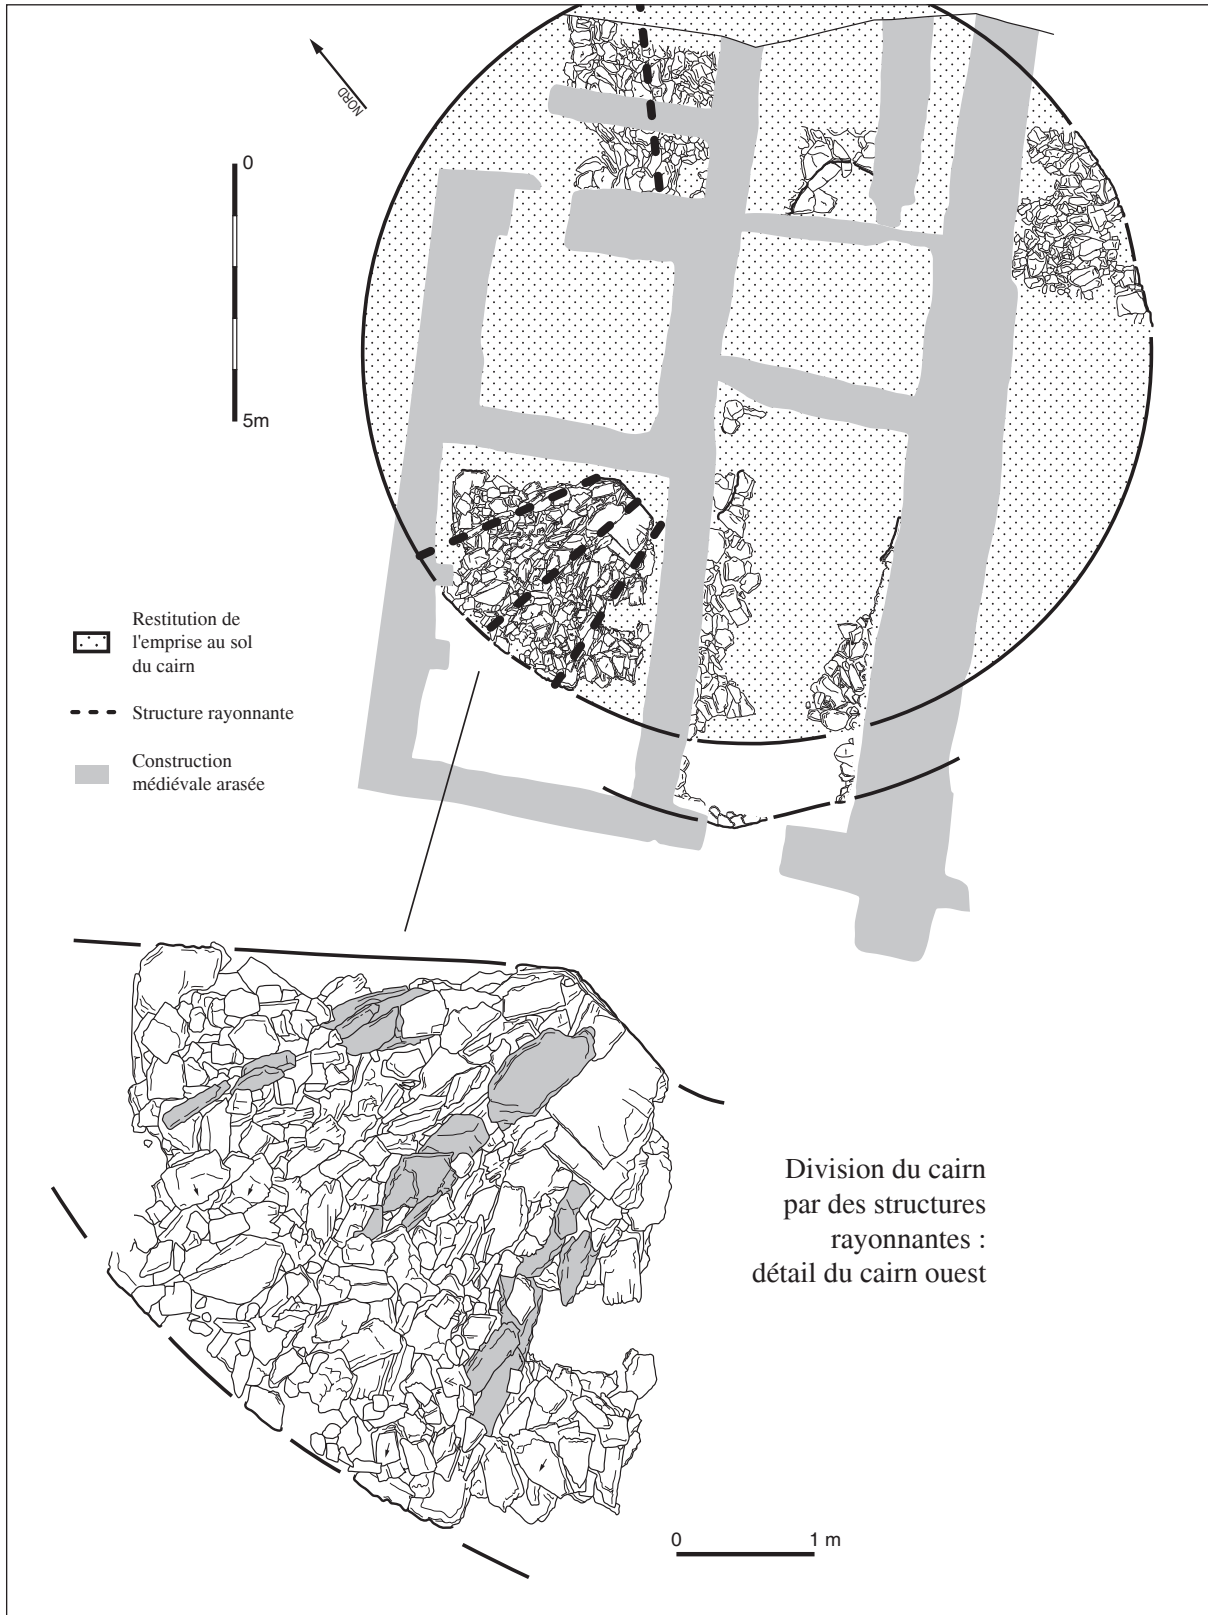 NORD
0
5m
Restitution de
l'emprise au sol
du cairn
Structure rayonnante
Construction
médiévale arasée
Division du cairn
par des structures
rayonnantes :
détail du cairn ouest
0 1 m